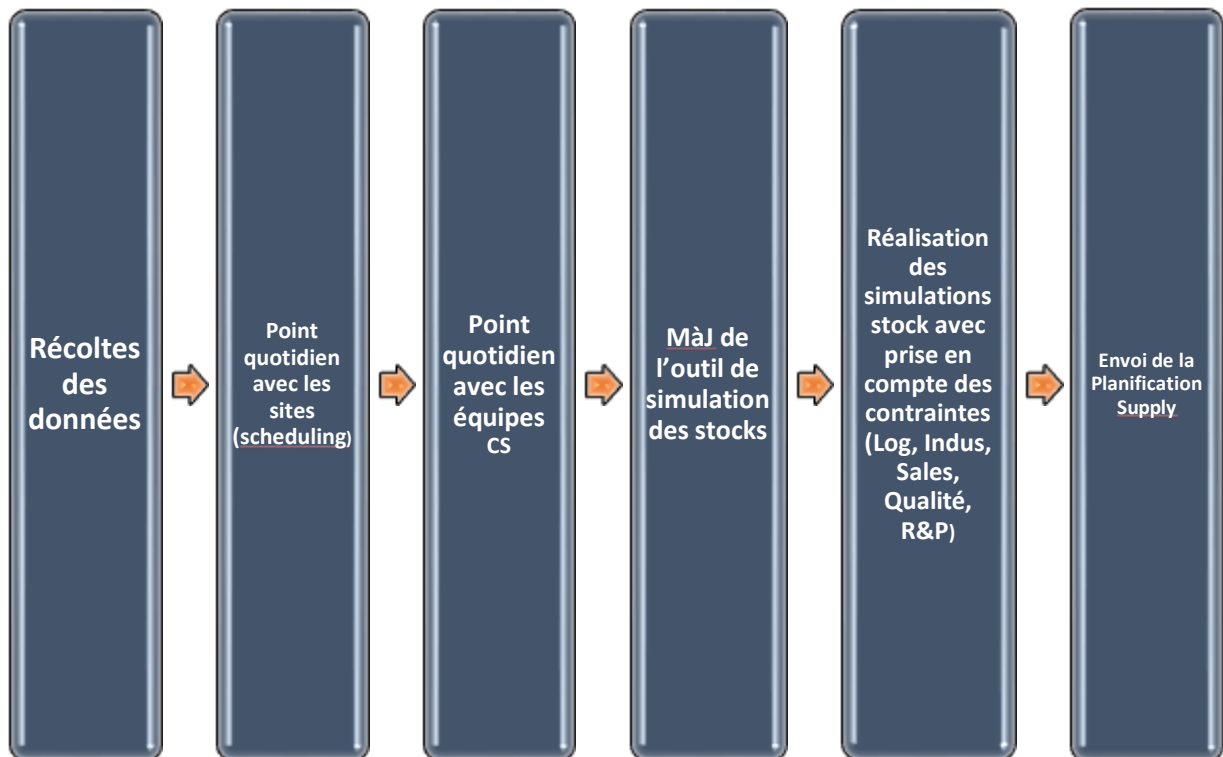 Récoltes
des
données
Point
quotidien
avec les
sites
(scheduling)
Point
quotidien
avec les
équipes
CS
MàJ de
l'outil de
simulation
des stocks
Réalisation
des
simulations
stock avec
prise en
compte des
contraintes
(Log, Indus,
Sales,
Qualité,
R&P)
Envoi de la
Planification
Supply